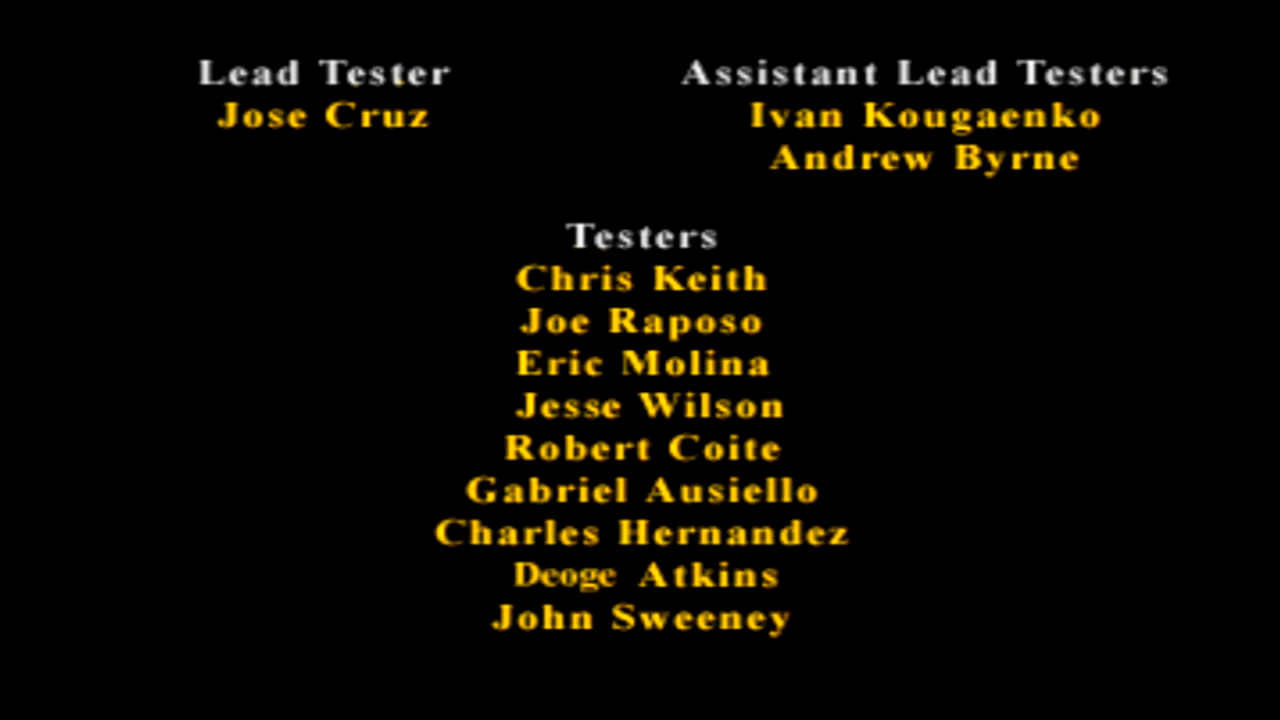 Lead Tester
Jose Cruz
Assistant Lead Testers
Ivan Kougaenko
Andrew Byrne
Testers
Chris Keith
Joe Raposo
Eric Molina
Jesse Wilson
Robert Coite
Gabriel Ausiello
Charles Hernandez
Deoge Atkins
John Sweeney